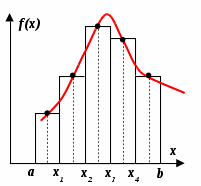 f(x)
x
a x₁ x₂ x₃ x₄ b